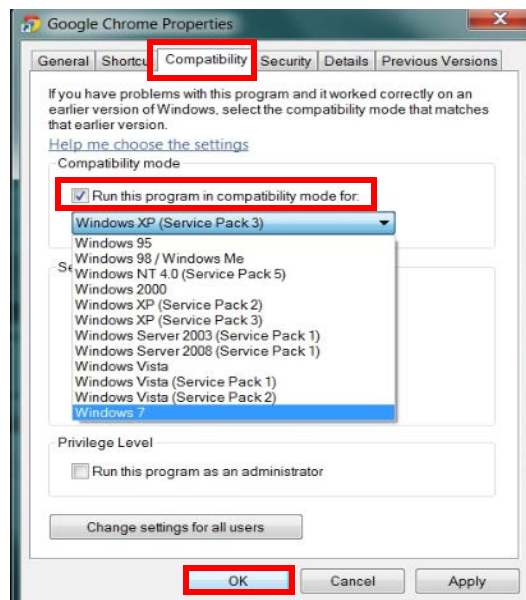 Google Chrome Properties
General Shortcu Compatibility Security Details Previous Versions
If you have problems with this program and it worked correctly on an
earlier version of Windows, select the compatibility mode that matches
that earlier version.
Help me choose the settings
Compatibility mode
Run this program in compatibility mode for:
Windows XP (Service Pack 3)
Windows 95
Windows 98 / Windows Me
Se
Windows NT 4.0 (Service Pack 5)
Windows 2000
Windows XP (Service Pack 2)
Windows XP (Service Pack 3)
Windows Server 2003 (Service Pack 1)
Windows Server 2008 (Service Pack 1)
Windows Vista
Windows Vista (Service Pack 1)
Windows Vista (Service Pack 2)
Windows 7
Privilege Level
Run this program as an administrator
Change settings for all users
OK Cancel Apply